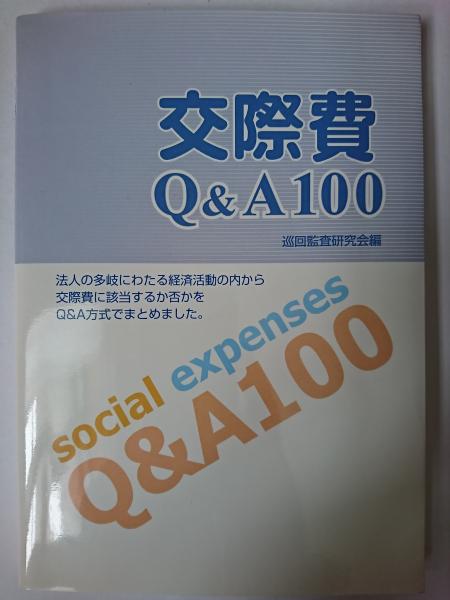 交際費
Q&A100
巡回監査研究会編
法人の多岐にわたる経済活動の内から
交際費に該当するか否かを
Q&A方式でまとめました。
social expenses
Q&A100